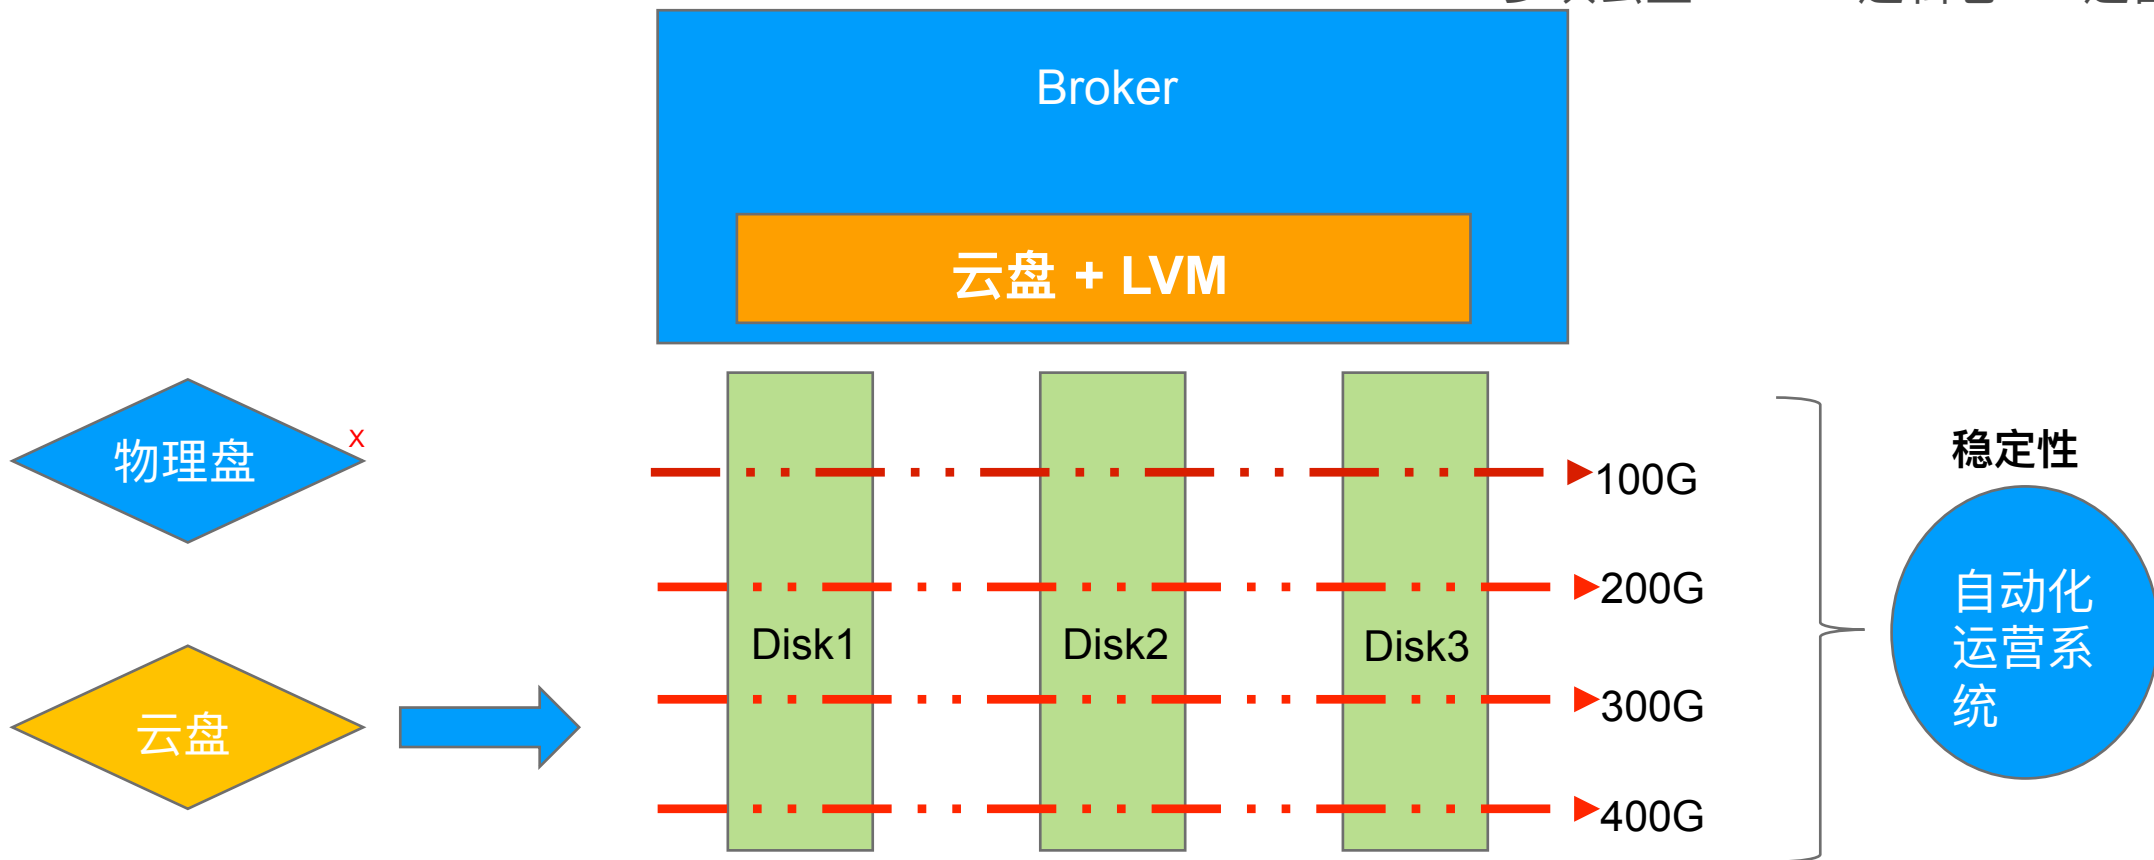 Broker
云盘 + LVM
物理盘
x
100G
稳定性
200G
自动化
运营系
统
Disk1
Disk2
Disk3
300G
云盘
400G